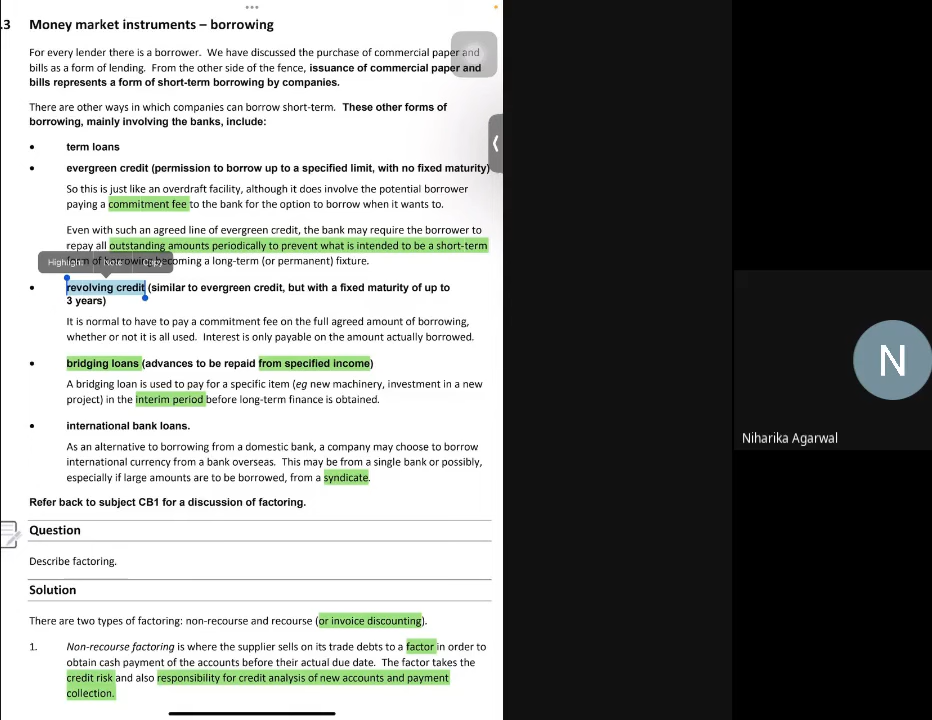 .3 Money market instruments – borrowing
For every lender there is a borrower. We have discussed the purchase of commercial paper and
bills as a form of lending. From the other side of the fence, issuance of commercial paper and
bills represents a form of short-term borrowing by companies.
There are other ways in which companies can borrow short-term. These other forms of
borrowing, mainly involving the banks, include:
• term loans
• evergreen credit (permission to borrow up to a specified limit, with no fixed maturity)
So this is just like an overdraft facility, although it does involve the potential borrower
paying a commitment fee to the bank for the option to borrow when it wants to.
Even with such an agreed line of evergreen credit, the bank may require the borrower to
repay all outstanding amounts periodically to prevent what is intended to be a short-term
form of borrowing becoming a long-term (or permanent) fixture.
Highlight Note Copy
• revolving credit (similar to evergreen credit, but with a fixed maturity of up to
3 years)
It is normal to have to pay a commitment fee on the full agreed amount of borrowing,
whether or not it is all used. Interest is only payable on the amount actually borrowed.
• bridging loans (advances to be repaid from specified income)
A bridging loan is used to pay for a specific item (eg new machinery, investment in a new
project) in the interim period before long-term finance is obtained.
• international bank loans.
As an alternative to borrowing from a domestic bank, a company may choose to borrow
international currency from a bank overseas. This may be from a single bank or possibly,
especially if large amounts are to be borrowed, from a syndicate.
Refer back to subject CB1 for a discussion of factoring.
Question
Describe factoring.
Solution
There are two types of factoring: non-recourse and recourse (or invoice discounting).
1. Non-recourse factoring is where the supplier sells on its trade debts to a factor in order to
obtain cash payment of the accounts before their actual due date. The factor takes the
credit risk and also responsibility for credit analysis of new accounts and payment
collection.
N
Niharika Agarwal